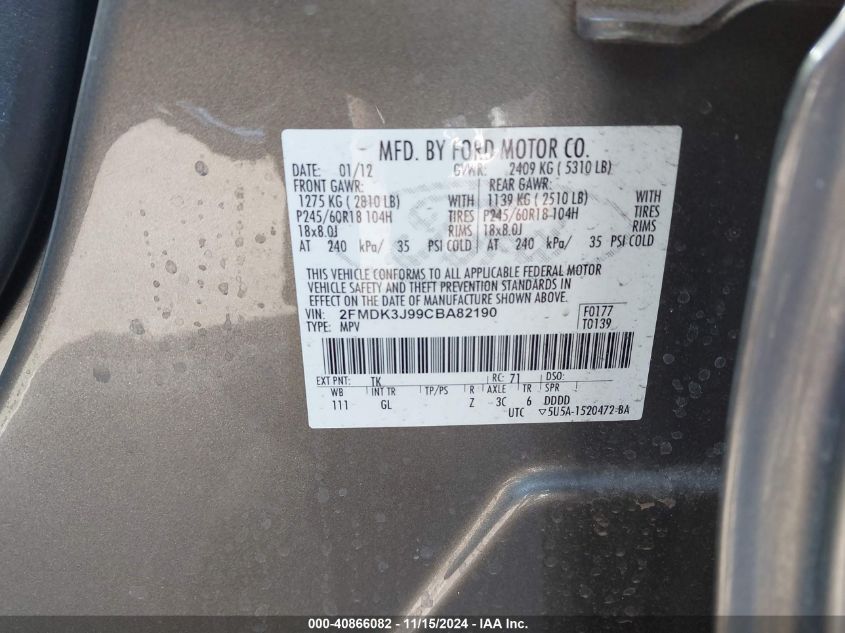 MFD. BY FORD MOTOR CO.
DATE: 01/12 GVWR: 2409 KG ( 5310 LB)
FRONT GAWR: REAR GAWR:
1275 KG ( 2810 LB) WITH 1139 KG ( 2510 LB) WITH
P245/60R18 104H TIRES P245/60R18 104H TIRES
18x8.0J RIMS 18x8.0J RIMS
AT 240 kPa/ 35 PSI COLD AT 240 kPa/ 35 PSI COLD
THIS VEHICLE CONFORMS TO ALL APPLICABLE FEDERAL MOTOR
VEHICLE SAFETY AND THEFT PREVENTION STANDARDS IN
EFFECT ON THE DATE OF MANUFACTURE SHOWN ABOVE.
VIN: 2FMDK3J99CBA82190 F0177
TYPE: MPV T0139
EXT PNT: TK RC: 71 DSO:
WB INT TR TP/PS R AXLE TR SPR
111 GL Z 3C 6 DDDD
UTC ▽5U5A-1520472-BA
000-40866082 - 11/15/2024 - IAA Inc.